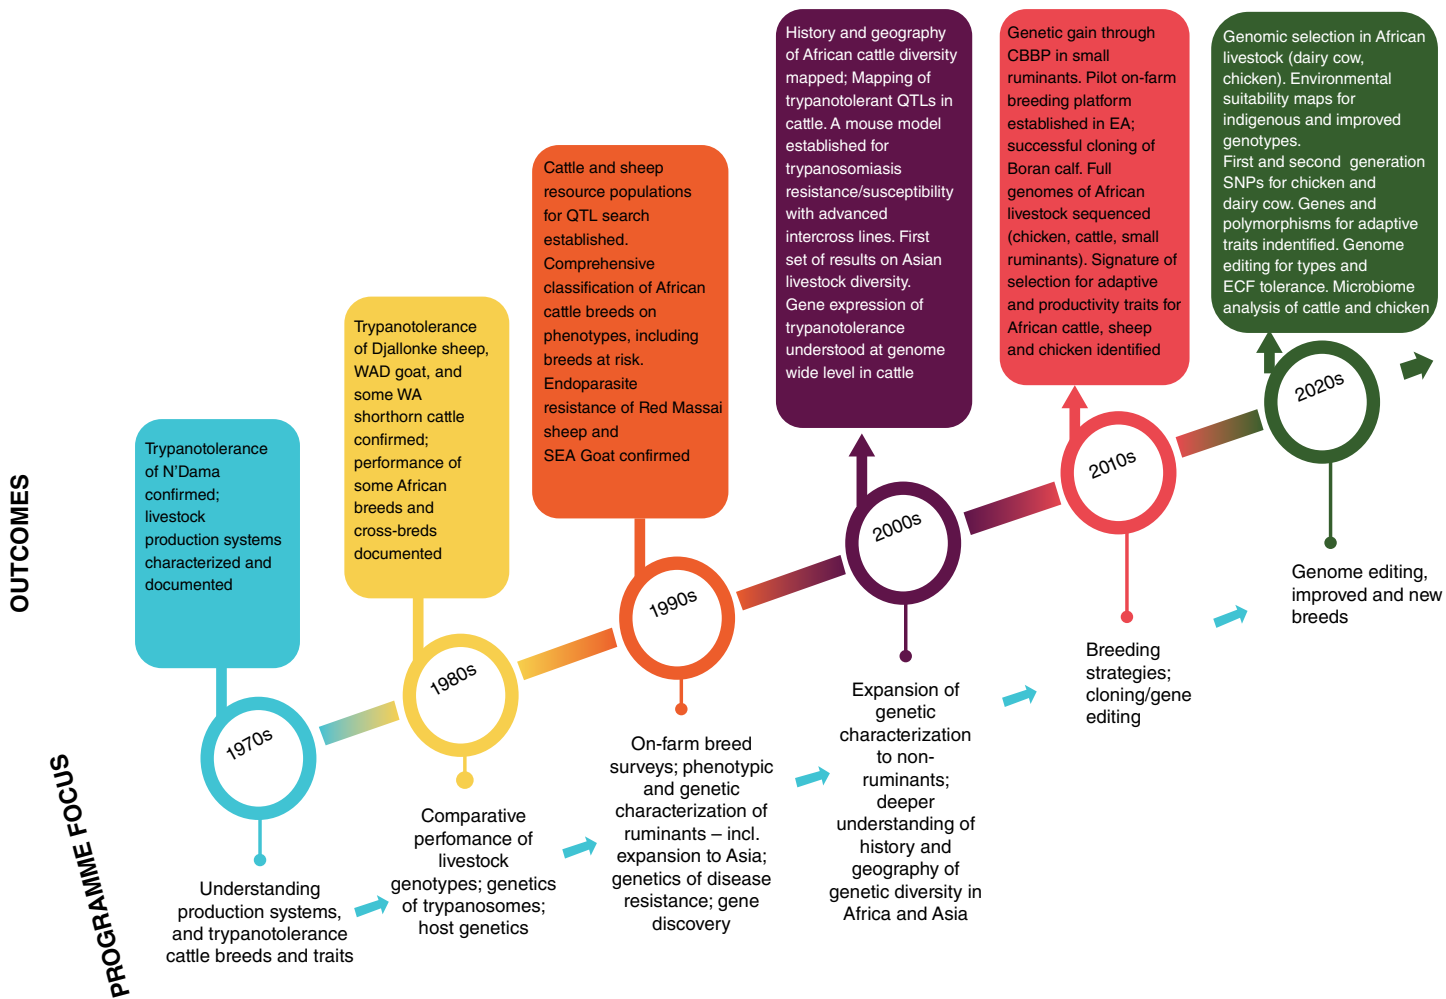 OUTCOMES
PROGRAMME FOCUS
Trypanotolerance
of N’Dama
confirmed;
livestock
production systems
characterized and
documented
1970s
Understanding
production systems,
and trypanotolerance
cattle breeds and traits
Trypanotolerance
of Djallonke sheep,
WAD goat, and
some WA
shorthorn cattle
confirmed;
performance of
some African
breeds and
cross-breds
documented
1980s
Comparative
perfomance of
livestock
genotypes; genetics
of trypanosomes;
host genetics
Cattle and sheep
resource populations
for QTL search
established.
Comprehensive
classification of African
cattle breeds on
phenotypes, including
breeds at risk.
Endoparasite
resistance of Red Massai
sheep and
SEA Goat confirmed
1990s
On-farm breed
surveys; phenotypic
and genetic
characterization of
ruminants – incl.
expansion to Asia;
genetics of disease
resistance; gene
discovery
History and geography
of African cattle diversity
mapped; Mapping of
trypanotolerant QTLs in
cattle. A mouse model
established for
trypanosomiasis
resistance/susceptibility
with advanced
intercross lines. First
set of results on Asian
livestock diversity.
Gene expression of
trypanotolerance
understood at genome
wide level in cattle
2000s
Expansion of
genetic
characterization
to non-
ruminants;
deeper
understanding of
history and
geography of
genetic diversity in
Africa and Asia
Genetic gain through
CBBP in small
ruminants. Pilot on-farm
breeding platform
established in EA;
successful cloning of
Boran calf. Full
genomes of African
livestock sequenced
(chicken, cattle, small
ruminants). Signature of
selection for adaptive
and productivity traits for
African cattle, sheep
and chicken identified
2010s
Breeding
strategies;
cloning/gene
editing
Genomic selection in African
livestock (dairy cow,
chicken). Environmental
suitability maps for
indigenous and improved
genotypes.
First and second generation
SNPs for chicken and
dairy cow. Genes and
polymorphisms for adaptive
traits indentified. Genome
editing for types and
ECF tolerance. Microbiome
analysis of cattle and chicken
2020s
Genome editing,
improved and new
breeds